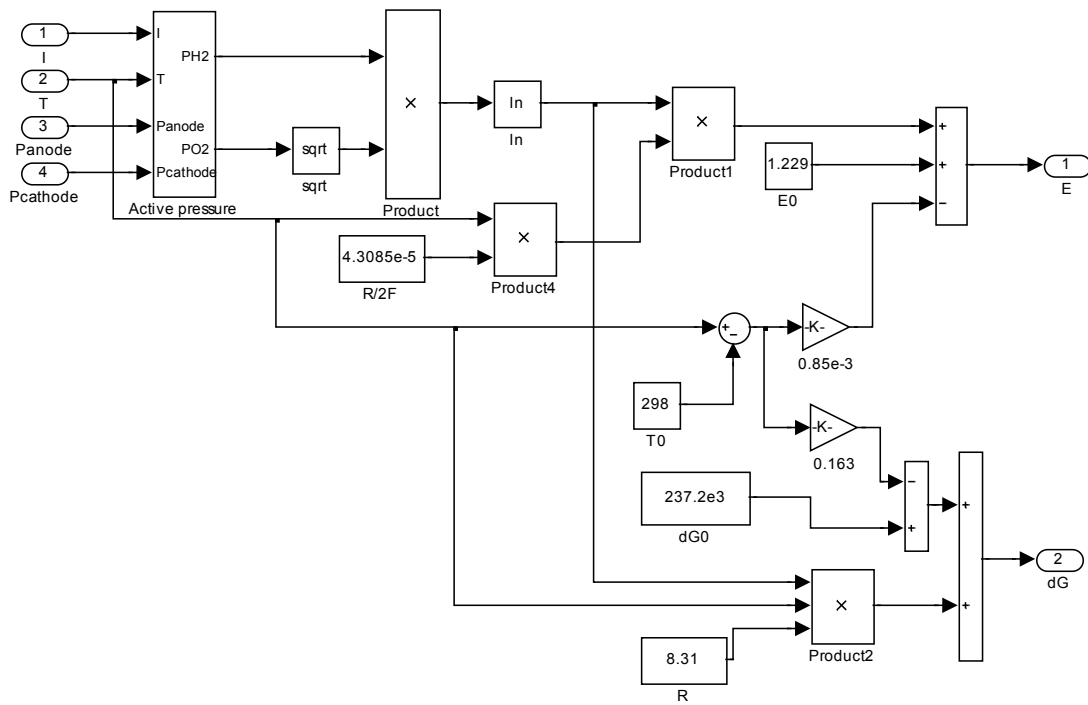 1
I
2
T
3
Panode
4
Pcathode
I
T
Panode
Pcathode
PH2
PO2
Active pressure
sqrt
sqrt
×
Product
ln
ln
×
Product1
4.3085e-5
R/2F
×
Product4
1.229
E0
+
+
−
1
E
+
−
298
T0
-K-
0.85e-3
-K-
0.163
237.2e3
dG0
−
+
8.31
R
×
Product2
+
+
2
dG